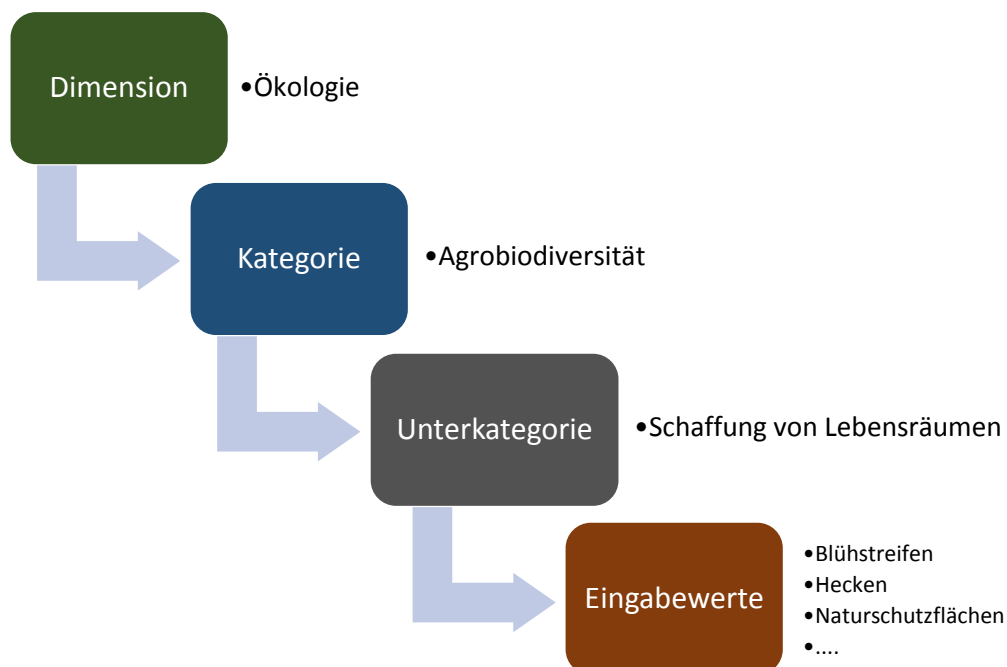 Dimension
•Ökologie
Kategorie
•Agrobiodiversität
Unterkategorie
•Schaffung von Lebensräumen
Eingabewerte
•Blühstreifen
•Hecken
•Naturschutzflächen
•....